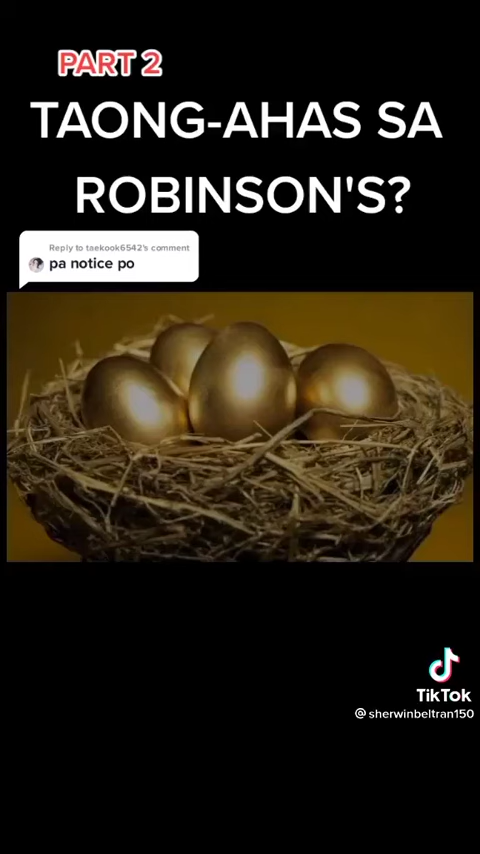 PART 2
TAONG-AHAS SA
ROBINSON'S?
Reply to taekook6542's comment
pa notice po
TikTok
@sherwinbeltran150